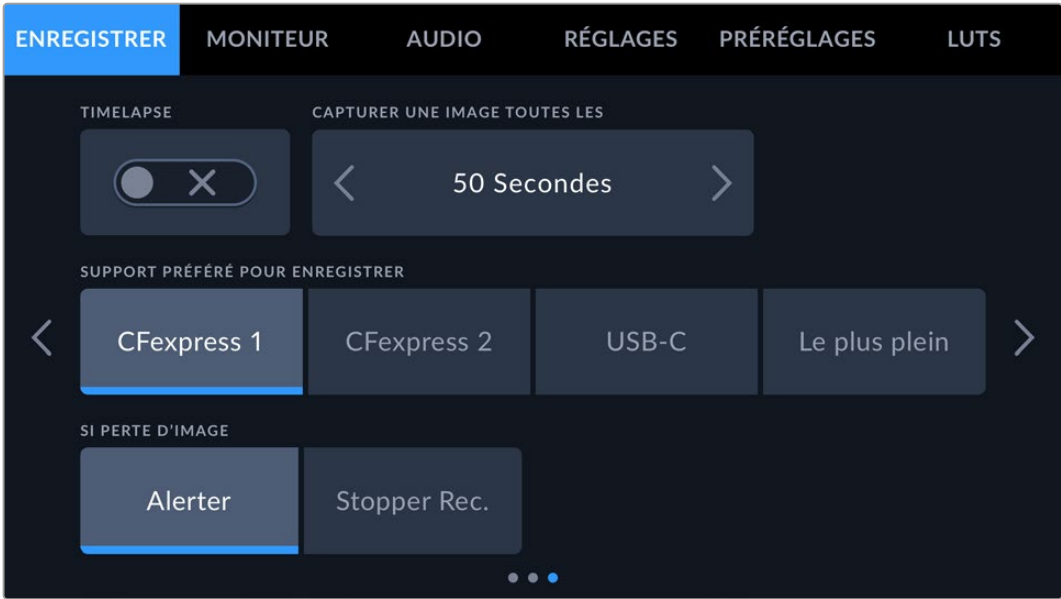 ENREGISTRER MONITEUR AUDIO RÉGLAGES PRÉRÉGLAGES LUTS
TIMELAPSE CAPTURER UNE IMAGE TOUTES LES
50 Secondes
SUPPORT PRÉFÉRÉ POUR ENREGISTRER
CFexpress 1 CFexpress 2 USB-C Le plus plein
SI PERTE D’IMAGE
Alerter Stopper Rec.